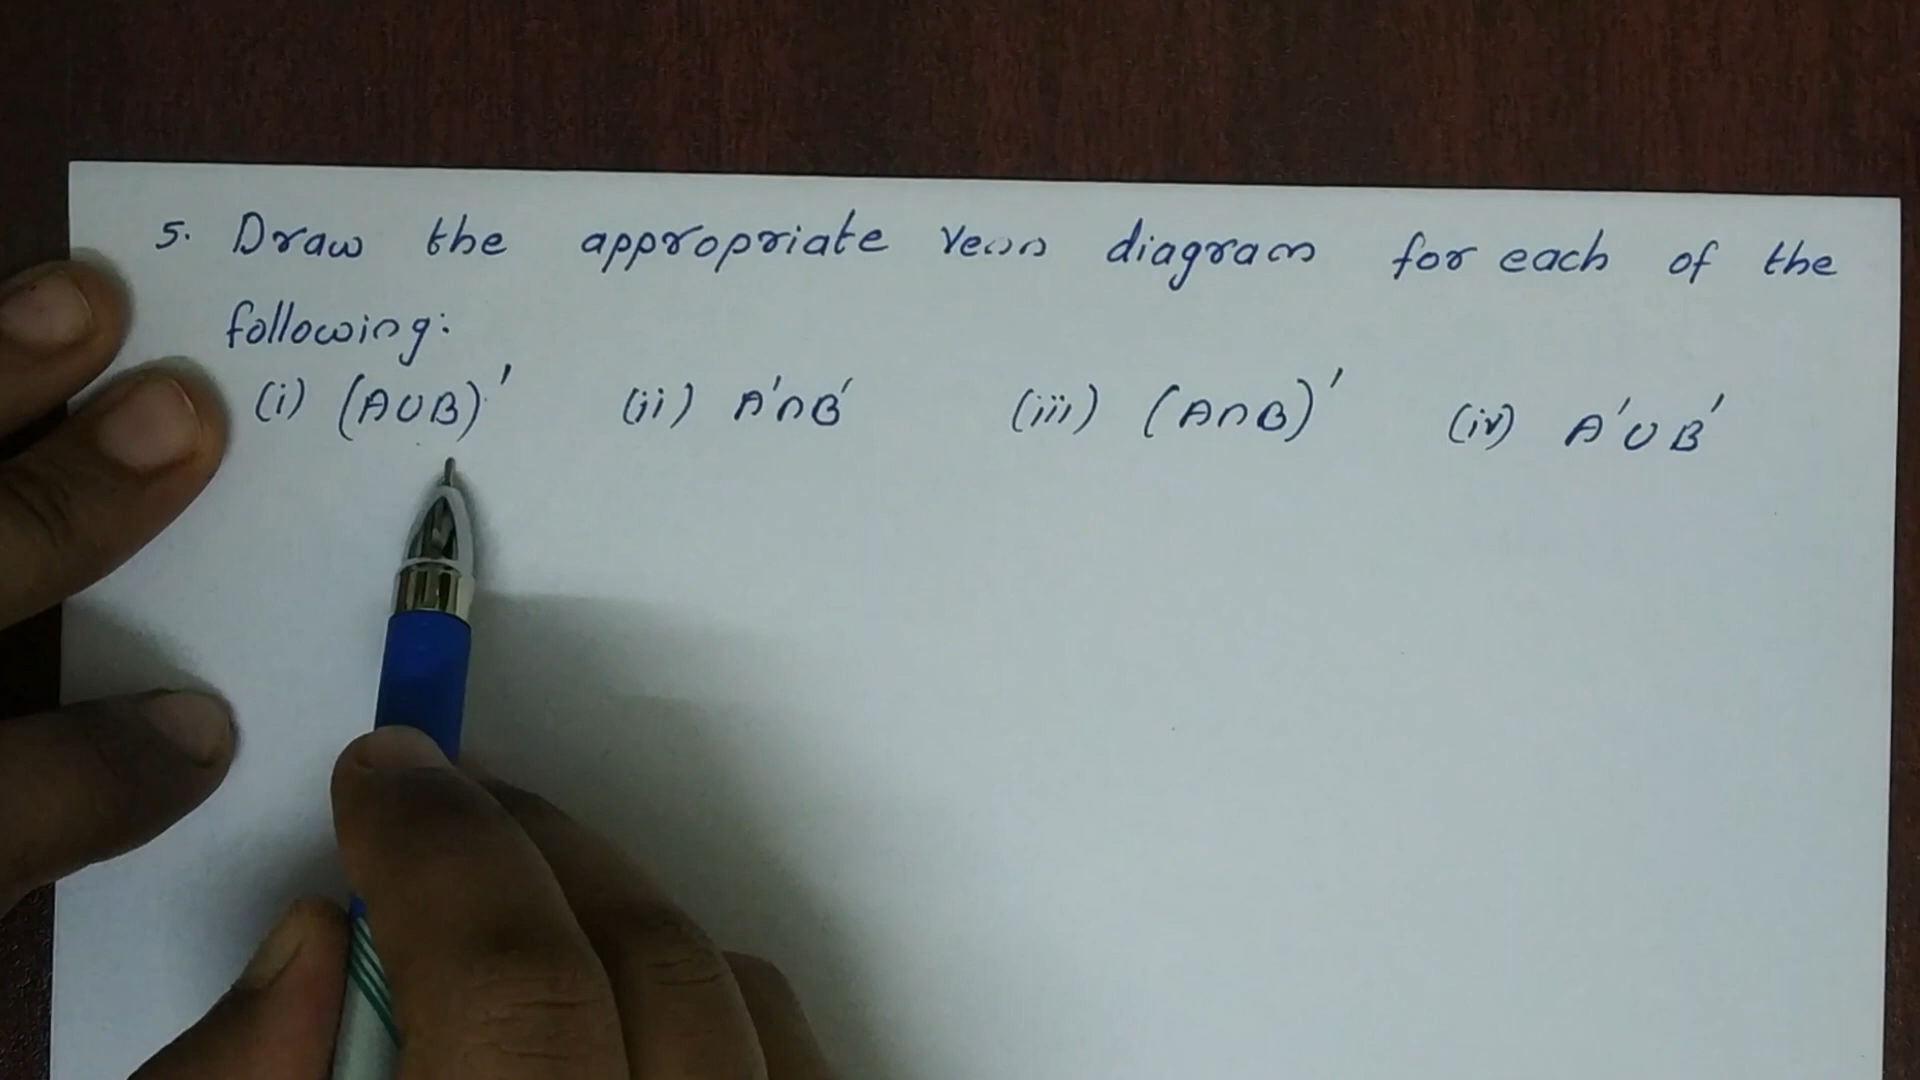 5. Draw the appropriate Venn diagram for each of the
following:
(i) (A∪B)′ (ii) A′∩B′ (iii) (A∩B)′ (iv) A′∪B′